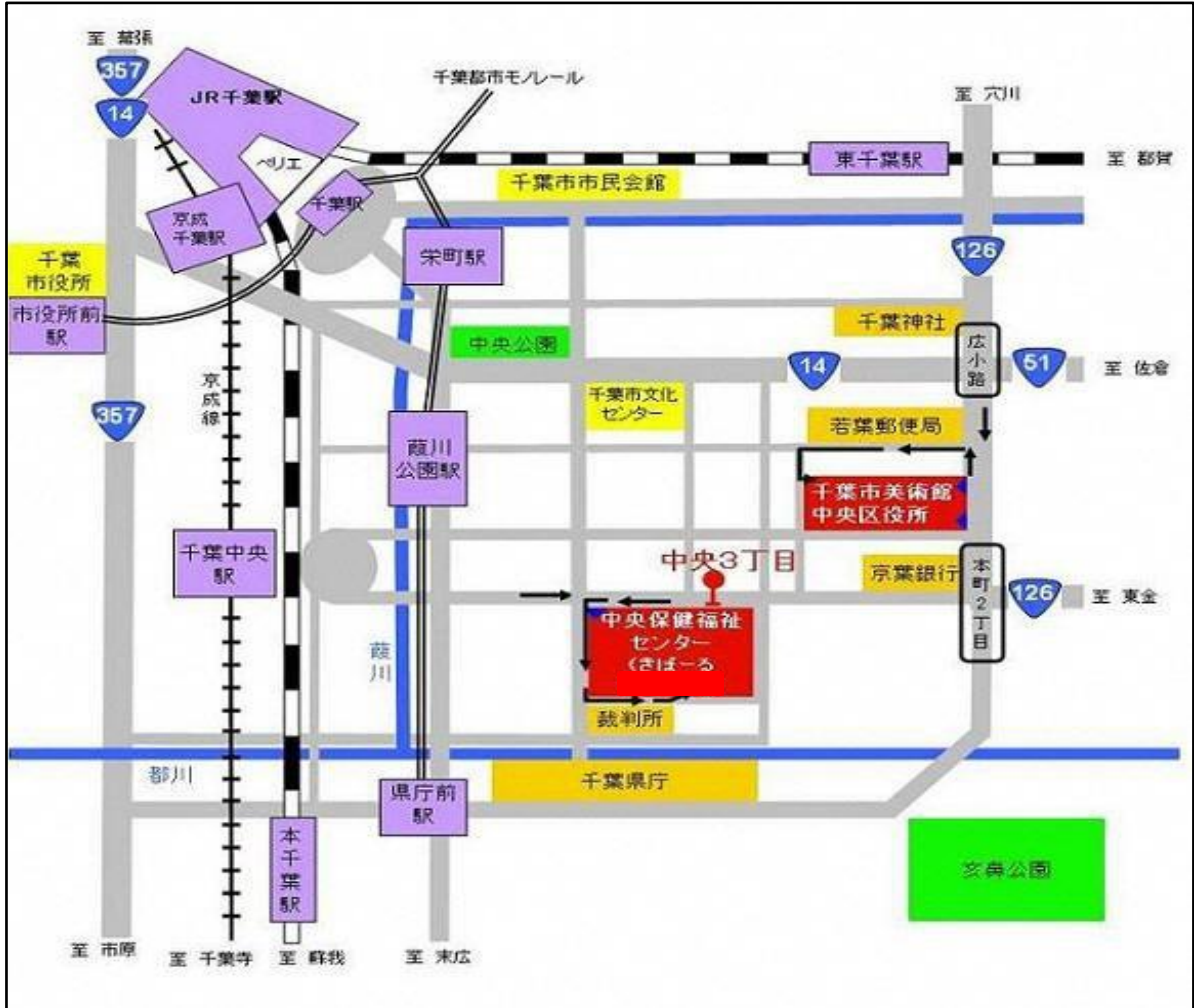 至 幕張
357
14
JR千葉駅
ペリエ
千葉都市モノレール
至 穴川
東千葉駅
至 都賀
千葉市市民会館
千葉駅
京成
千葉駅
栄町駅
126
千葉
市役所
市役所前
駅
千葉神社
中央公園
広小路
14
51
至 佐倉
京成線
357
千葉市文化
センター
若葉郵便局
葭川
公園駅
千葉市美術館
中央区役所
千葉中央
駅
中央3丁目
京葉銀行
本町2丁目
126
至 東金
中央保健福祉
センター
(きぼーる
葭川
裁判所
都川
千葉県庁
県庁前
駅
本千葉駅
亥鼻公園
至 市原
至 千葉寺
至 蘇我
至 末広